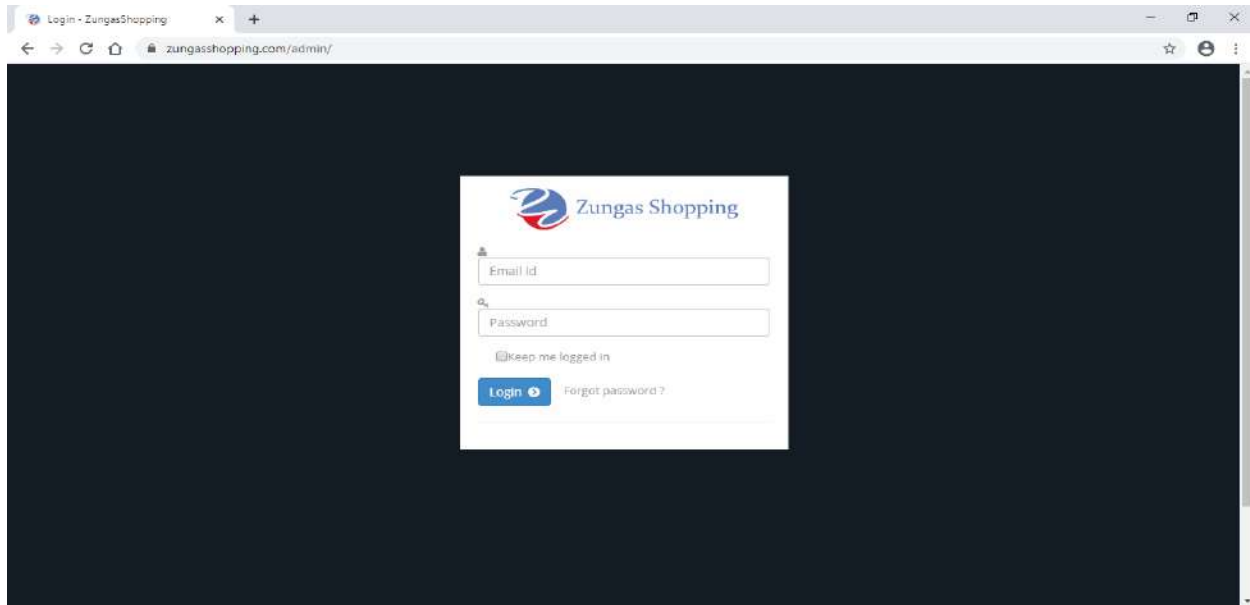 Login - ZungasShopping
zungasshopping.com/admin/
Zungas Shopping
Email Id
Password
Keep me logged in
Login
Forgot password ?